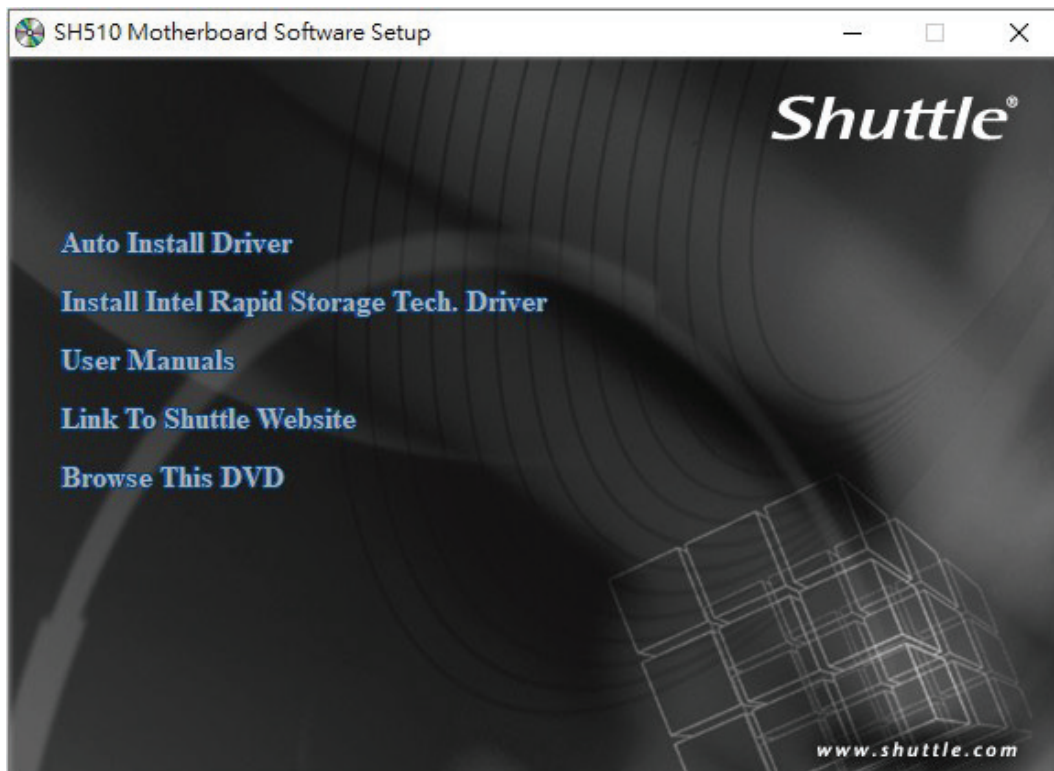 SH510 Motherboard Software Setup
Shuttle®
Auto Install Driver
Install Intel Rapid Storage Tech. Driver
User Manuals
Link To Shuttle Website
Browse This DVD
www.shuttle.com